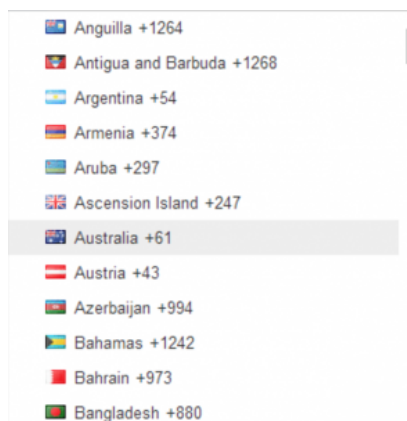 Anguilla +1264
Antigua and Barbuda +1268
Argentina +54
Armenia +374
Aruba +297
Ascension Island +247
Australia +61
Austria +43
Azerbaijan +994
Bahamas +1242
Bahrain +973
Bangladesh +880